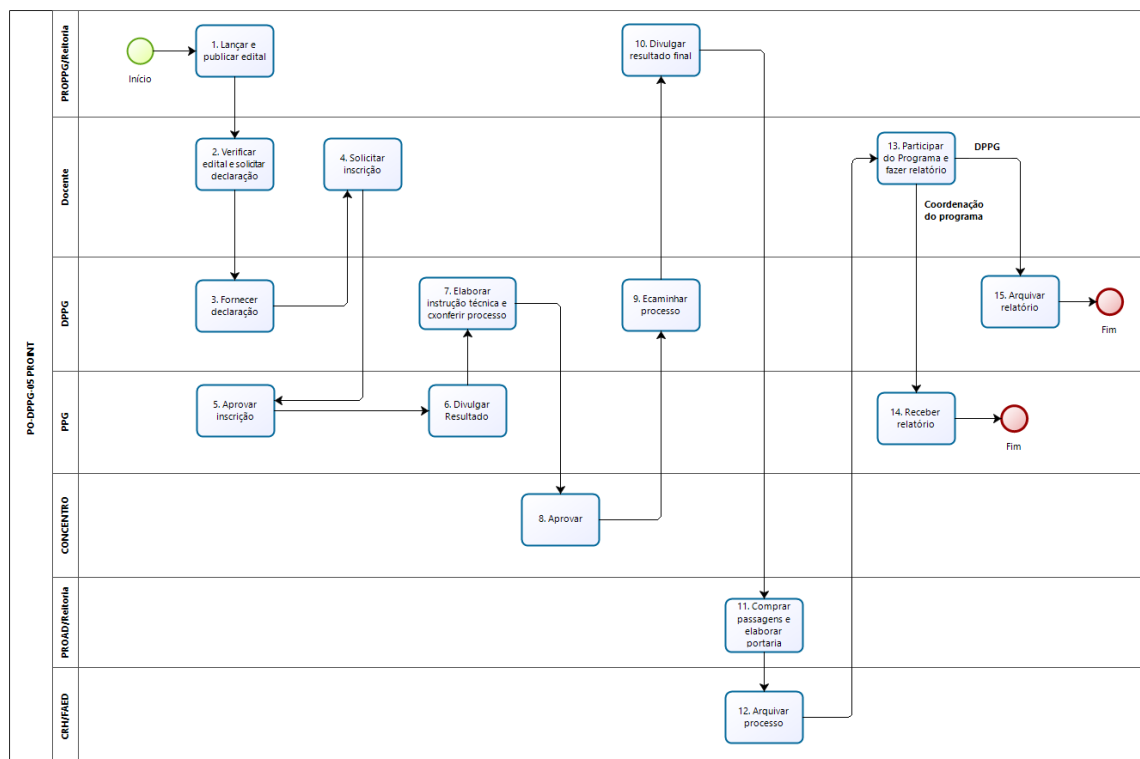 PO-DPPG-05 PROINT
PROPPG/Reitoria
Início
1. Lançar e
publicar edital
10. Divulgar
resultado final
Docente
2. Verificar
edital e solicitar
declaração
4. Solicitar
inscrição
13. Participar
do Programa e
fazer relatório
DPPG
Coordenação
do programa
DPPG
3. Fornecer
declaração
7. Elaborar
instrução técnica e
cxonferir processo
9. Ecaminhar
processo
15. Arquivar
relatório
Fim
PPG
5. Aprovar
inscrição
6. Divulgar
Resultado
14. Receber
relatório
Fim
CONCENTRO
8. Aprovar
PROAD/Reitoria
11. Comprar
passagens e
elaborar
portaria
CRH/FAED
12. Arquivar
processo